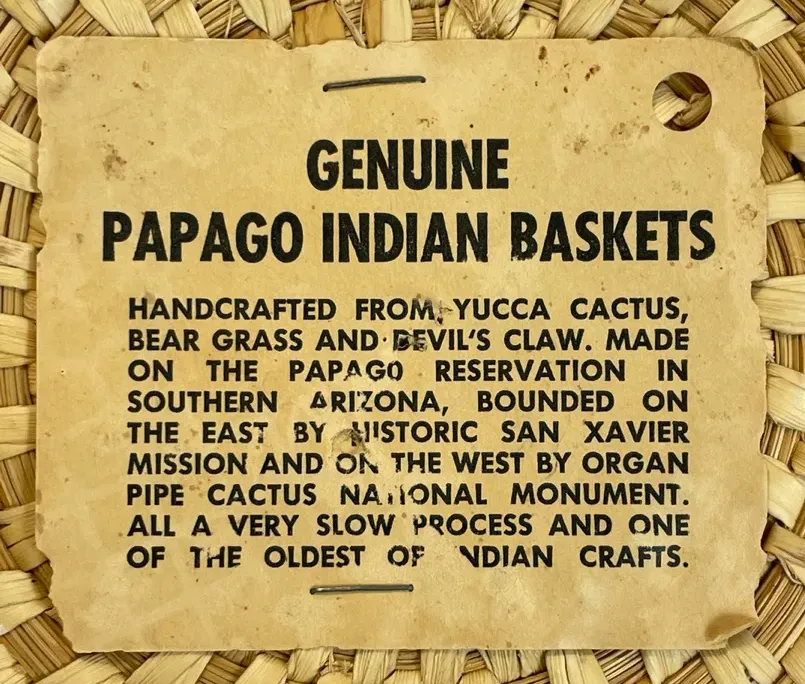 GENUINE
PAPAGO INDIAN BASKETS
HANDCRAFTED FROM YUCCA CACTUS,
BEAR GRASS AND DEVIL'S CLAW. MADE
ON THE PAPAGO RESERVATION IN
SOUTHERN ARIZONA, BOUNDED ON
THE EAST BY HISTORIC SAN XAVIER
MISSION AND ON THE WEST BY ORGAN
PIPE CACTUS NATIONAL MONUMENT.
ALL A VERY SLOW PROCESS AND ONE
OF THE OLDEST OF INDIAN CRAFTS.